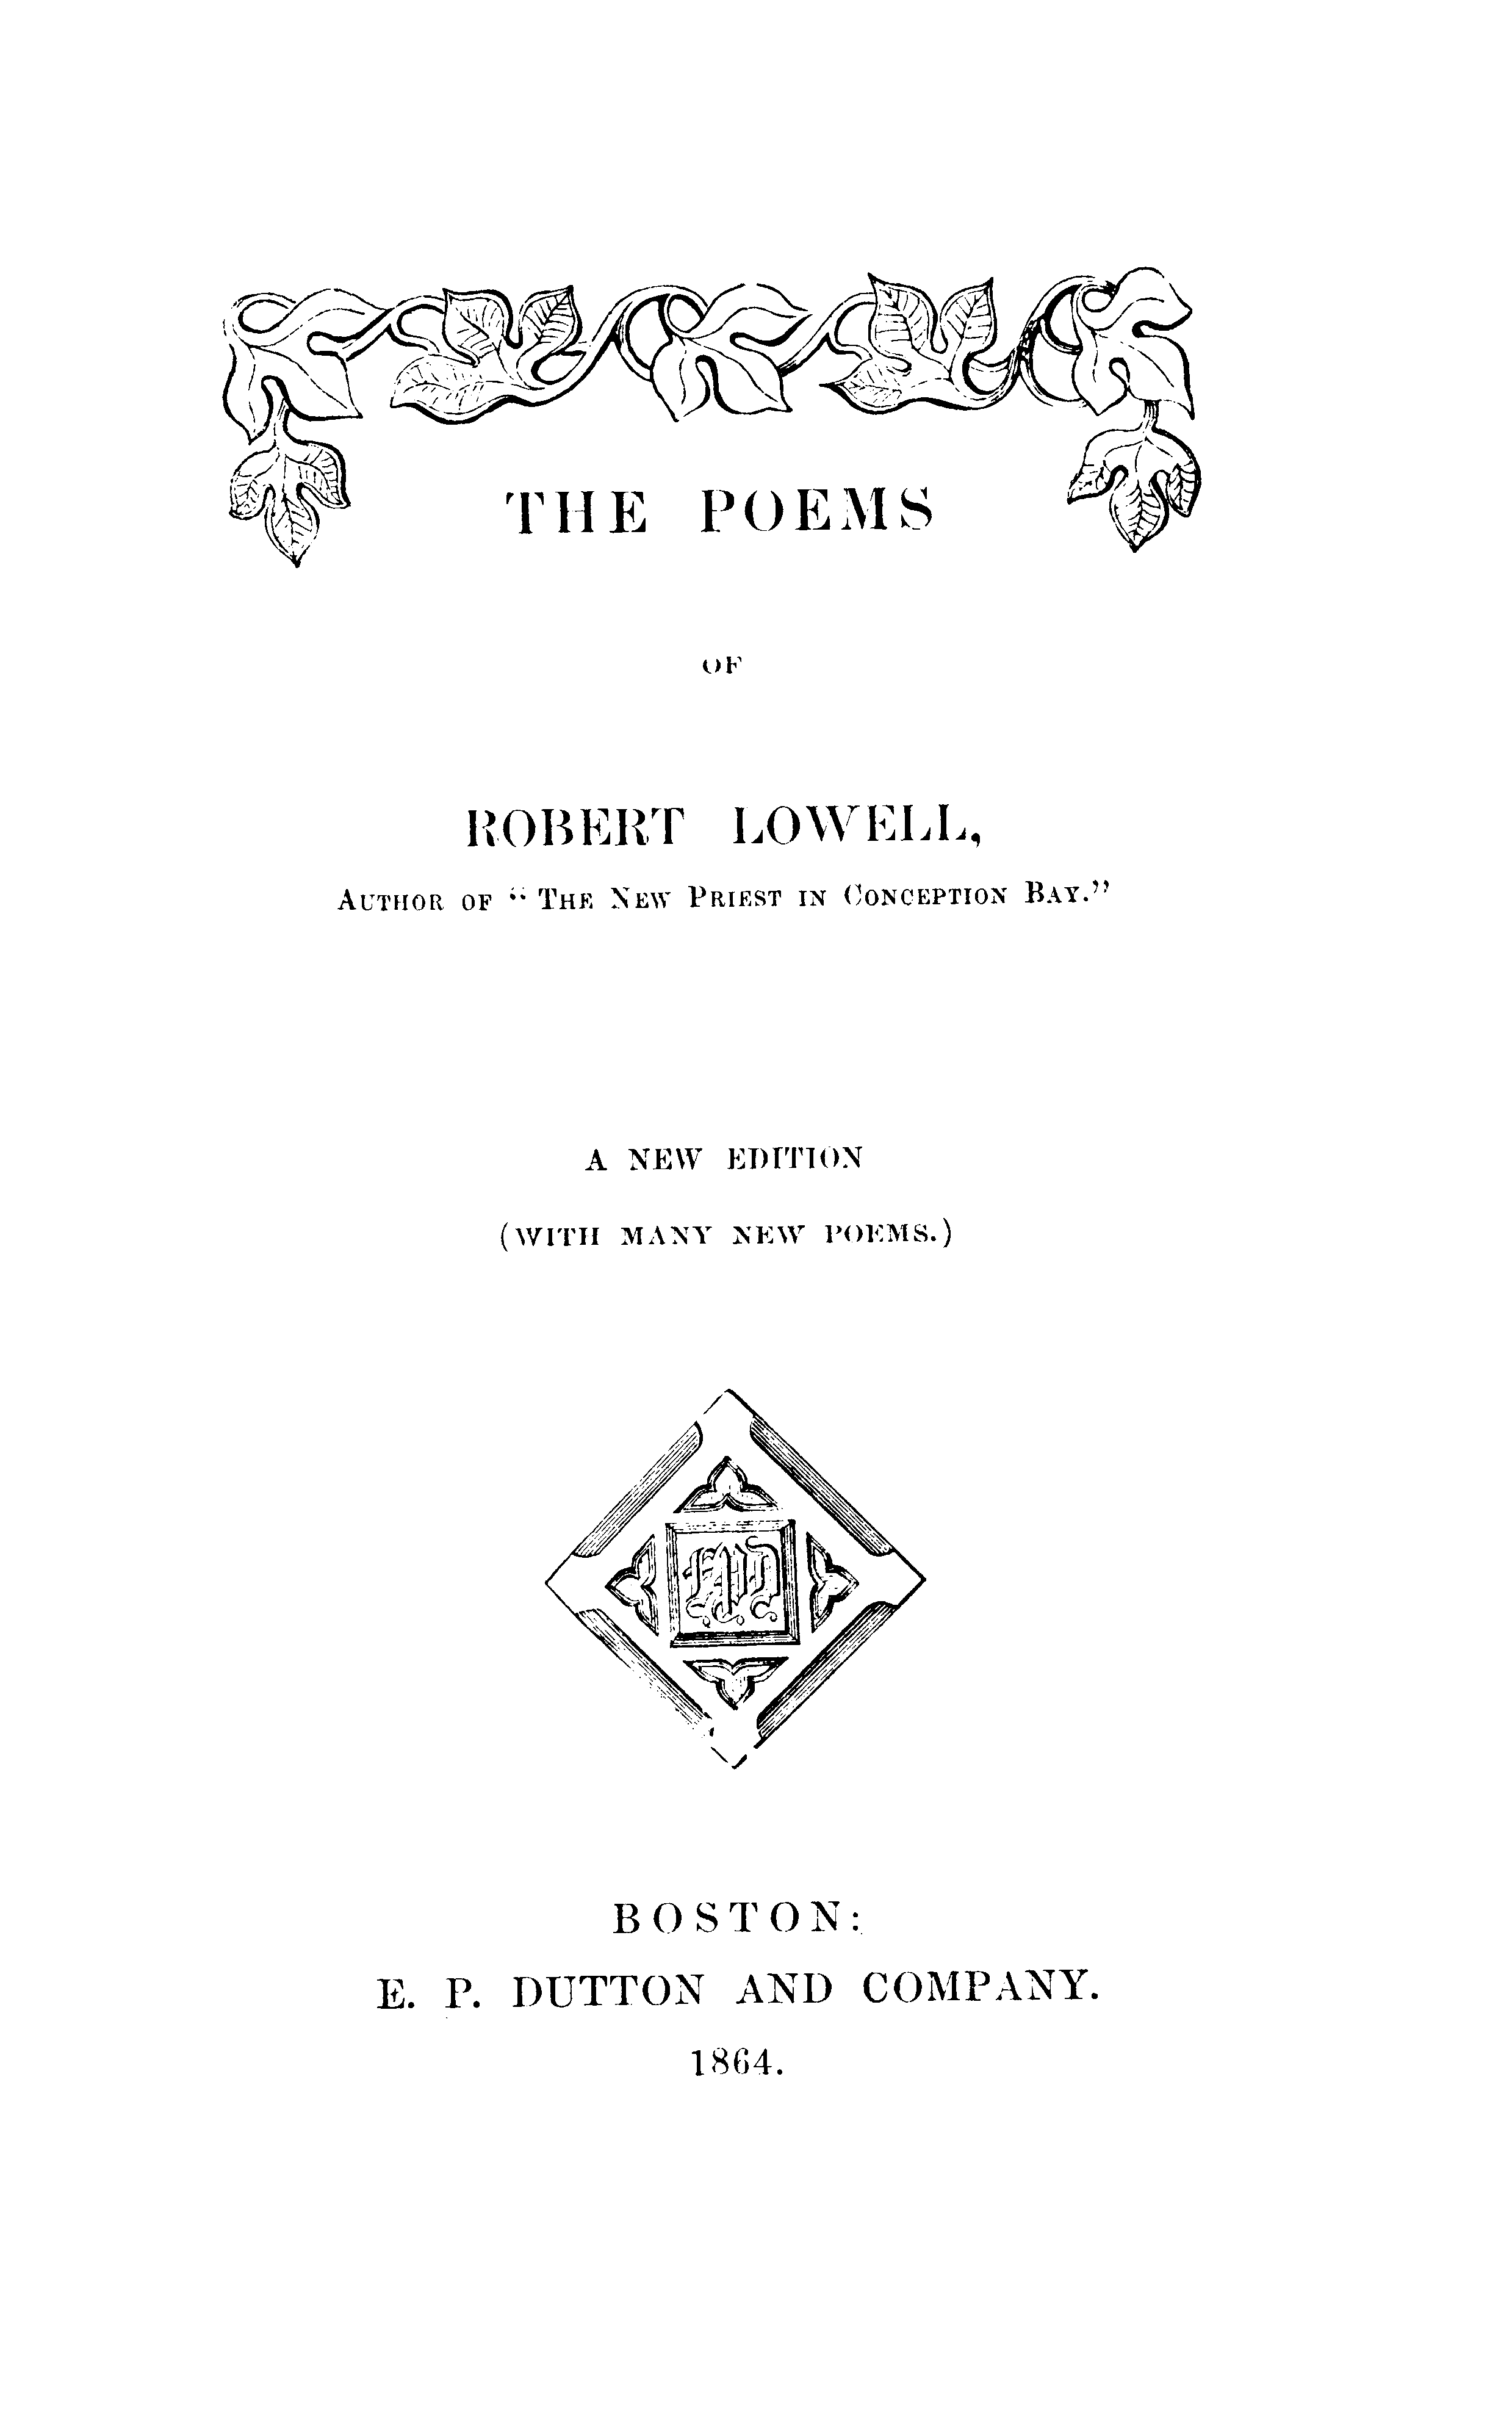 THE POEMS
OF
ROBERT LOWELL,
AUTHOR OF "THE NEW PRIEST IN CONCEPTION BAY."
A NEW EDITION
(WITH MANY NEW POEMS.)
EPD
BOSTON:
E. P. DUTTON AND COMPANY.
1864.